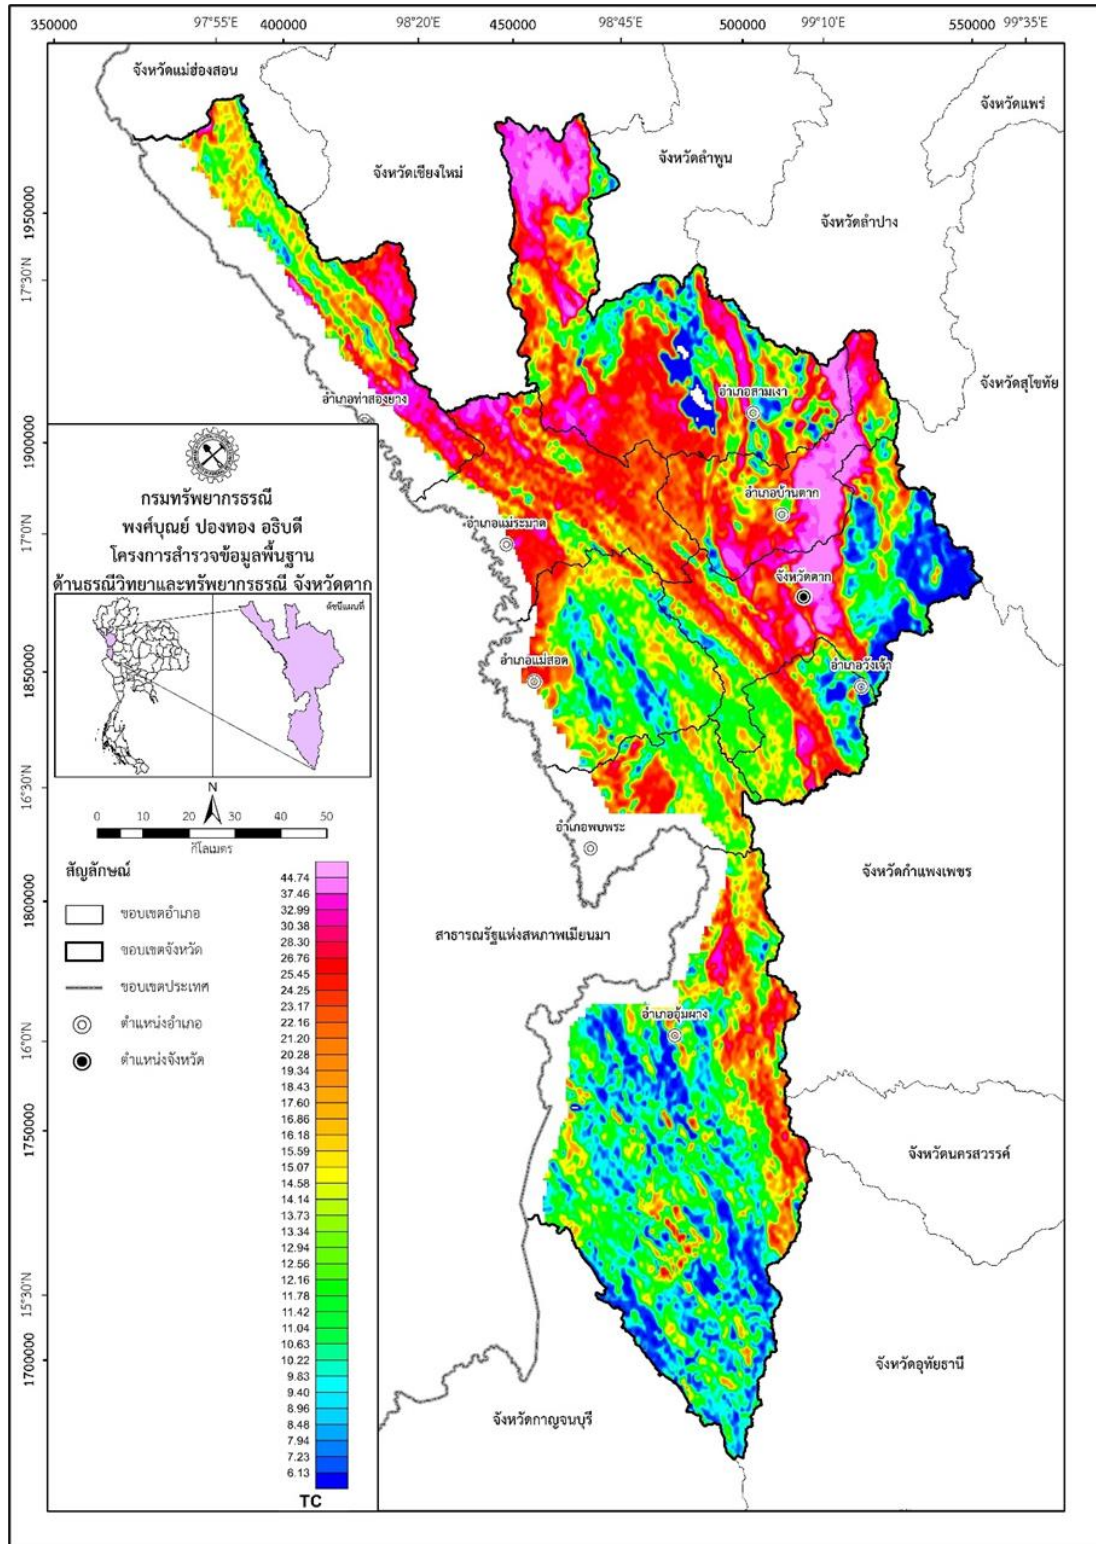 350000 97°55'E 400000 98°20'E 450000 98°45'E 500000 99°10'E 550000 99°35'E
จังหวัดแม่ฮ่องสอน
จังหวัดแพร่
จังหวัดลำพูน
จังหวัดเชียงใหม่
จังหวัดลำปาง
1950000
17°30'N
จังหวัดสุโขทัย
อำเภอท่าสองยาง
อำเภอสามเงา
1900000
กรมทรัพยากรธรณี
พงศ์บุณย์ ปองทอง อธิบดี
โครงการสำรวจข้อมูลพื้นฐาน
ด้านธรณีวิทยาและทรัพยากรธรณี จังหวัดตาก
ดัชนีแผนที่
อำเภอบ้านตาก
อำเภอแม่ระมาด
17°0'N
จังหวัดตาก
อำเภอแม่สอด
อำเภอวังเจ้า
1850000
16°30'N
N
0 10 20 30 40 50
กิโลเมตร
อำเภอพบพระ
จังหวัดกำแพงเพชร
1800000
สาธารณรัฐแห่งสหภาพเมียนมา
สัญลักษณ์
ขอบเขตอำเภอ
ขอบเขตจังหวัด
ขอบเขตประเทศ
ตำแหน่งอำเภอ
ตำแหน่งจังหวัด
44.74
37.46
32.99
30.38
28.30
26.76
25.45
24.25
23.17
22.16
21.20
20.28
19.34
18.43
17.60
16.86
16.18
15.59
15.07
14.58
14.14
13.73
13.34
12.94
12.56
12.16
11.78
11.42
11.04
10.63
10.22
9.83
9.40
8.96
8.48
7.94
7.23
6.13
TC
อำเภออุ้มผาง
16°0'N
1750000
จังหวัดนครสวรรค์
15°30'N
1700000
จังหวัดอุทัยธานี
จังหวัดกาญจนบุรี